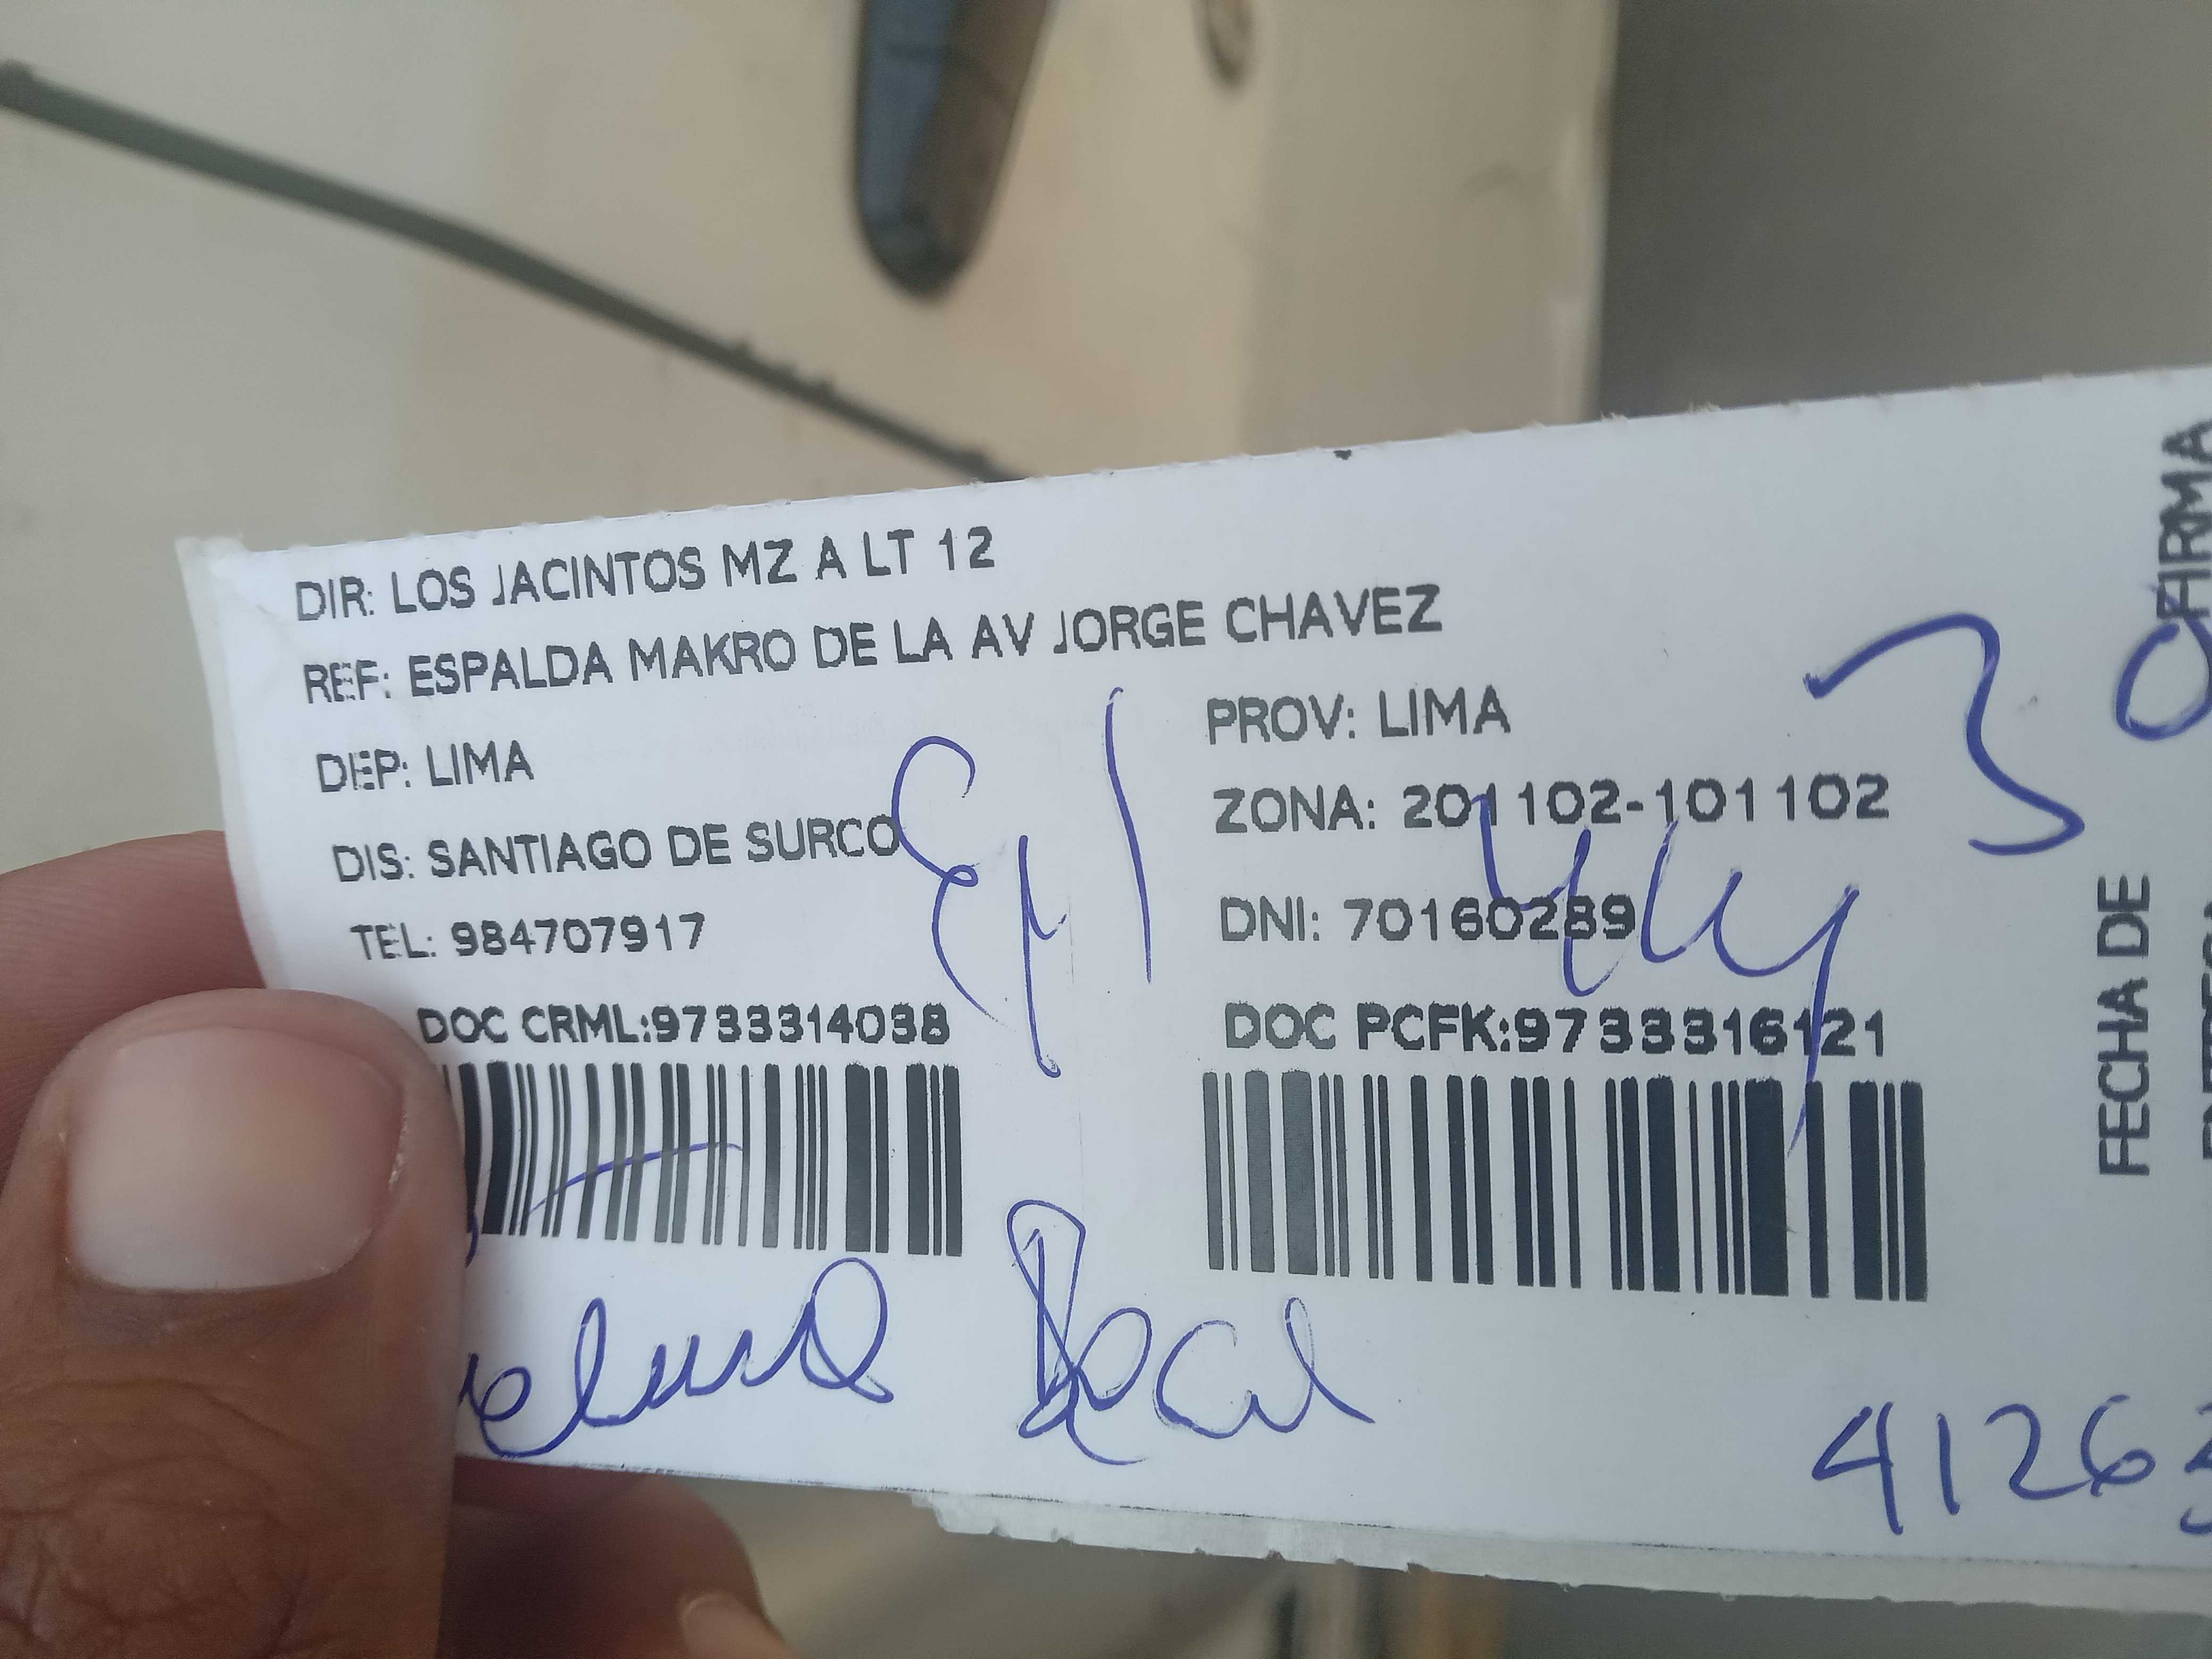 DIR: LOS JACINTOS MZ A LT 12
REF: ESPALDA MAKRO DE LA AV JORGE CHAVEZ
DEP: LIMA
PROV: LIMA
ZONA: 201102-101102
DIS: SANTIAGO DE SURCO
TEL: 984707917
DNI: 70160289
DOC CRML:9733314038
DOC PCFK:9733316121
4126
FIRMA
FECHA DE